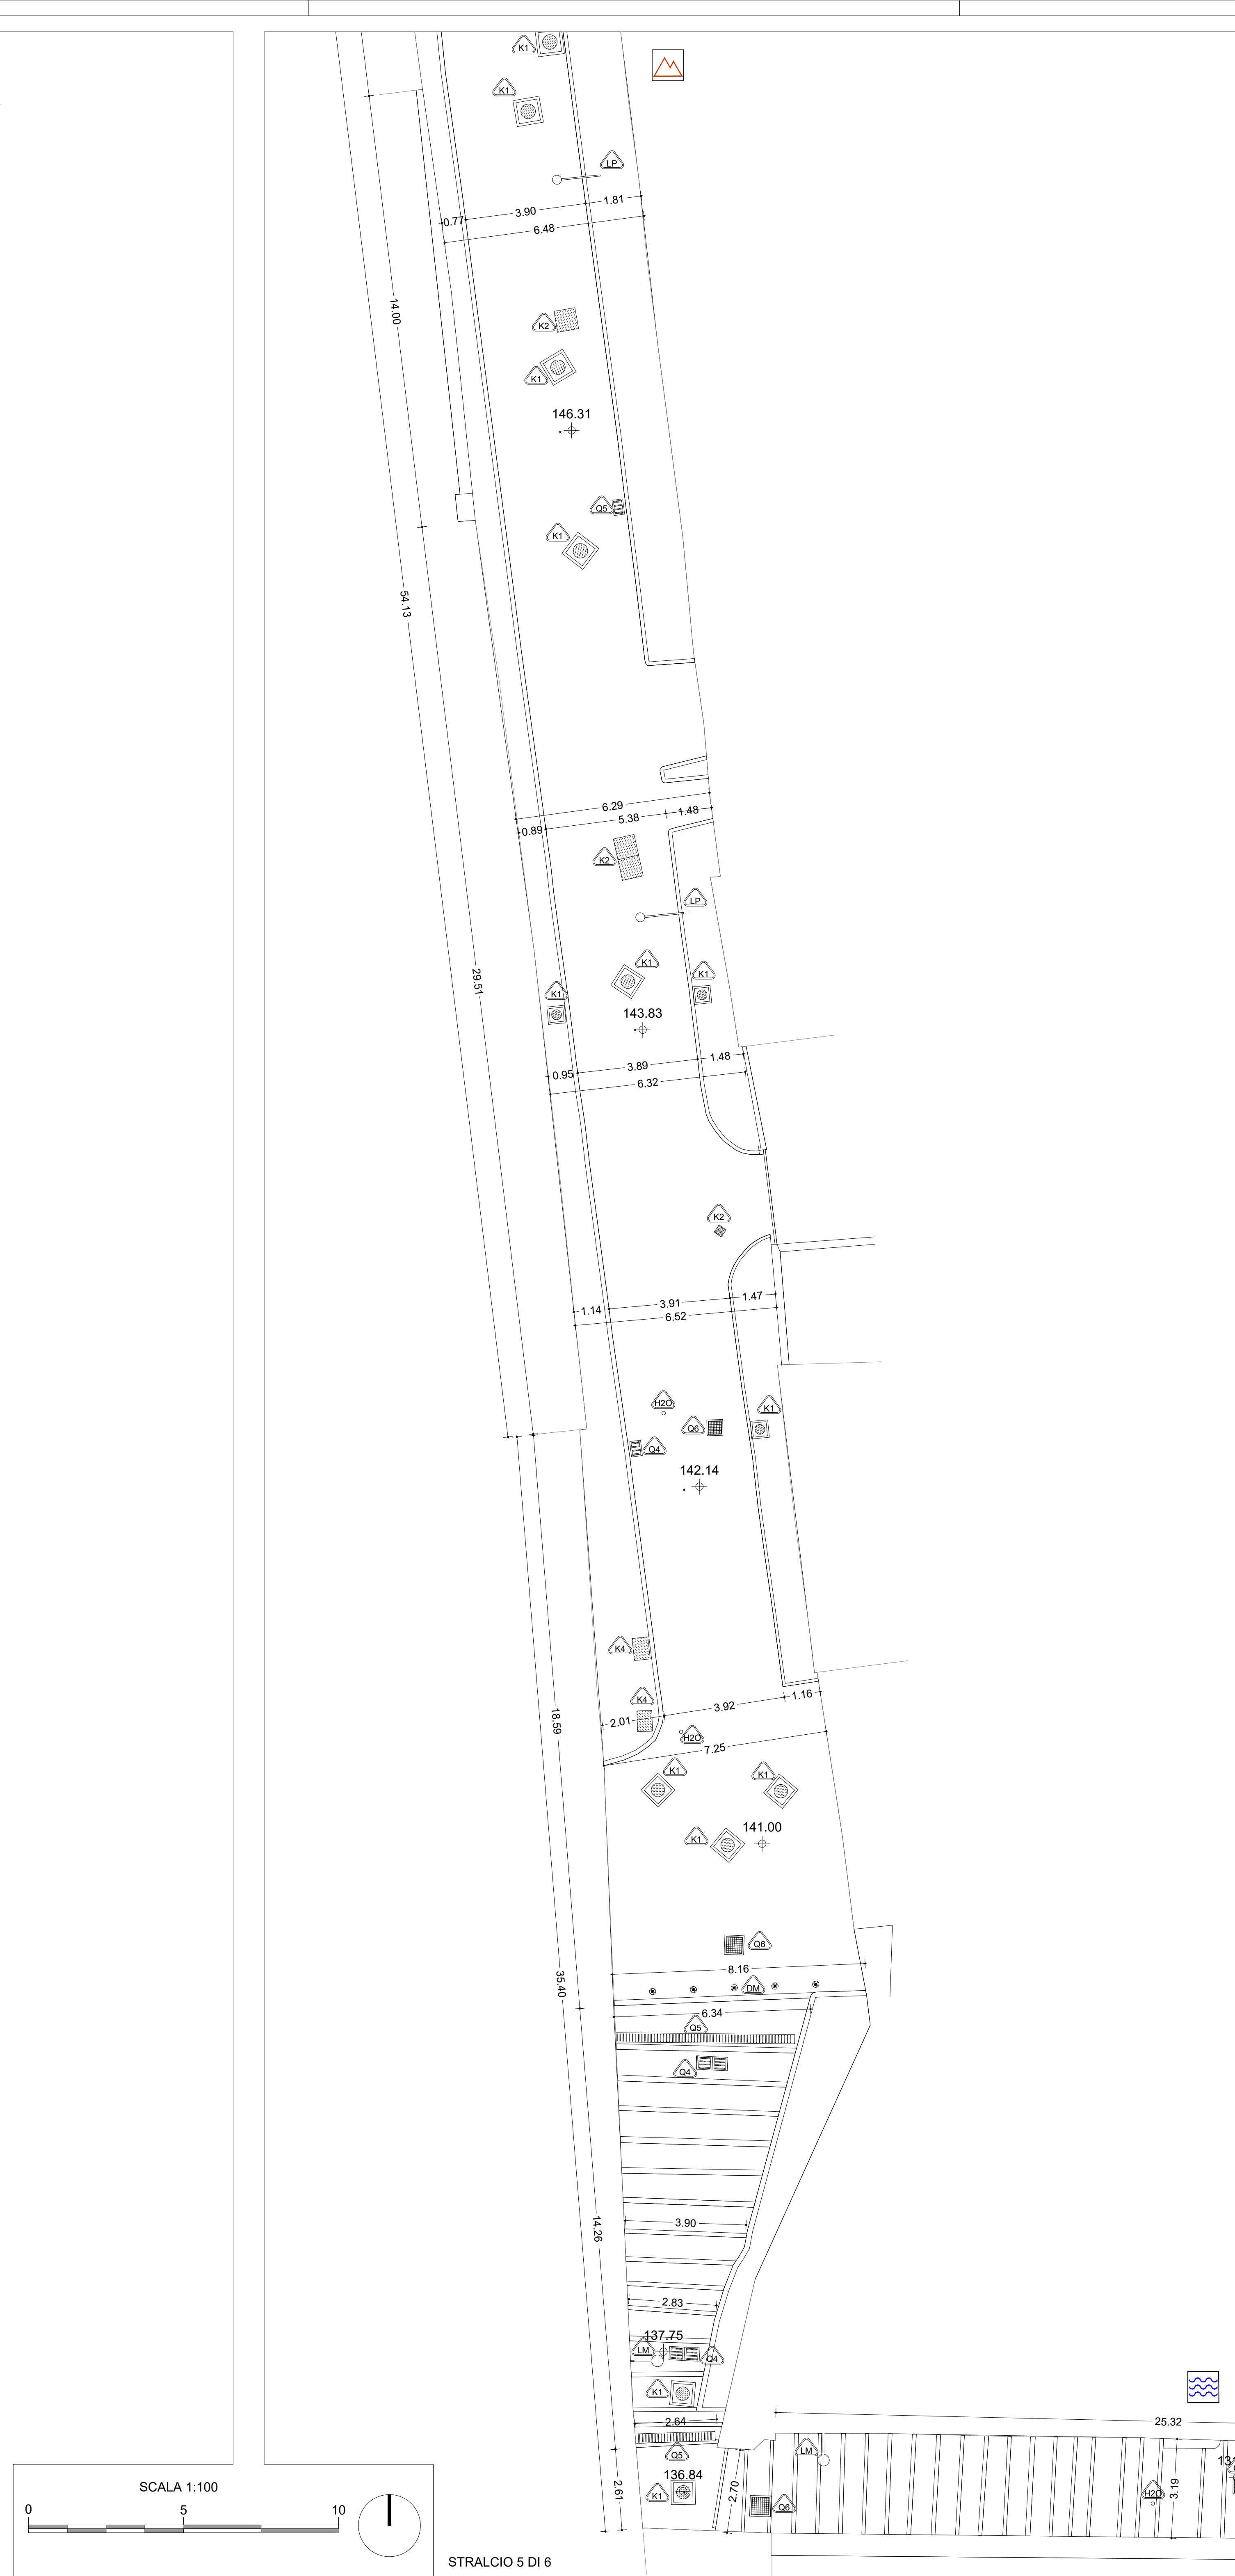 K1
K1
LP
1.81
3.90
0.77
6.48
14.00
K2
K1
146.31
Q5
K1
54.13
6.29
1.48
5.38
0.89
K2
LP
K1
K1
29.51
K1
143.83
1.48
3.89
0.95
6.32
K2
1.47
3.91
1.14
6.52
H2O
K1
Q6
Q4
142.14
K4
K4
1.16
3.92
2.01
18.59
H2O
7.25
K1
K1
141.00
K1
Q6
8.16
35.40
DM
6.34
Q5
Q4
3.90
14.26
2.83
137.75
LM
Q4
K1
2.64
25.32
LM
Q5
136.84
2.61
K1
2.70
Q6
H2O
3.19
SCALA 1:100
0 5 10
STRALCIO 5 DI 6